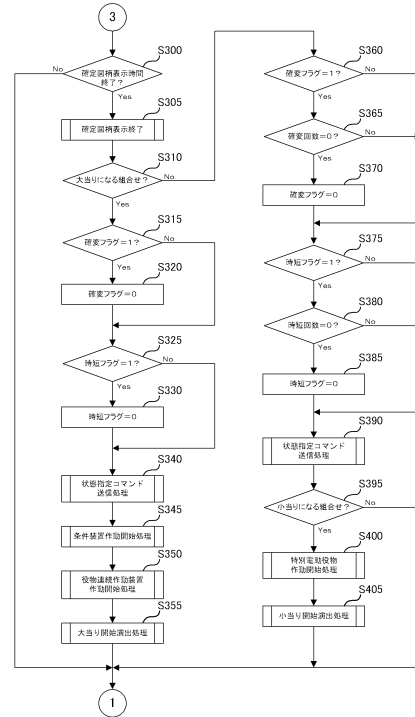 3
S300
確定図柄表示時間
終了？
No
Yes
S305
確定図柄表示終了
S310
大当りになる組合せ？
No
Yes
S315
確変フラグ=1？
No
Yes
S320
確変フラグ=0
S325
時短フラグ=1？
No
Yes
S330
時短フラグ=0
S340
状態指定コマンド
送信処理
S345
条件装置作動開始処理
S350
役物連続作動装置
作動開始処理
S355
大当り開始演出処理
1
S360
確変フラグ=1？
No
Yes
S365
確変回数=0？
No
Yes
S370
確変フラグ=0
S375
時短フラグ=1？
No
Yes
S380
時短回数=0？
No
Yes
S385
時短フラグ=0
S390
状態指定コマンド
送信処理
S395
小当りになる組合せ？
No
Yes
S400
特別電動役物
作動開始処理
S405
小当り開始演出処理